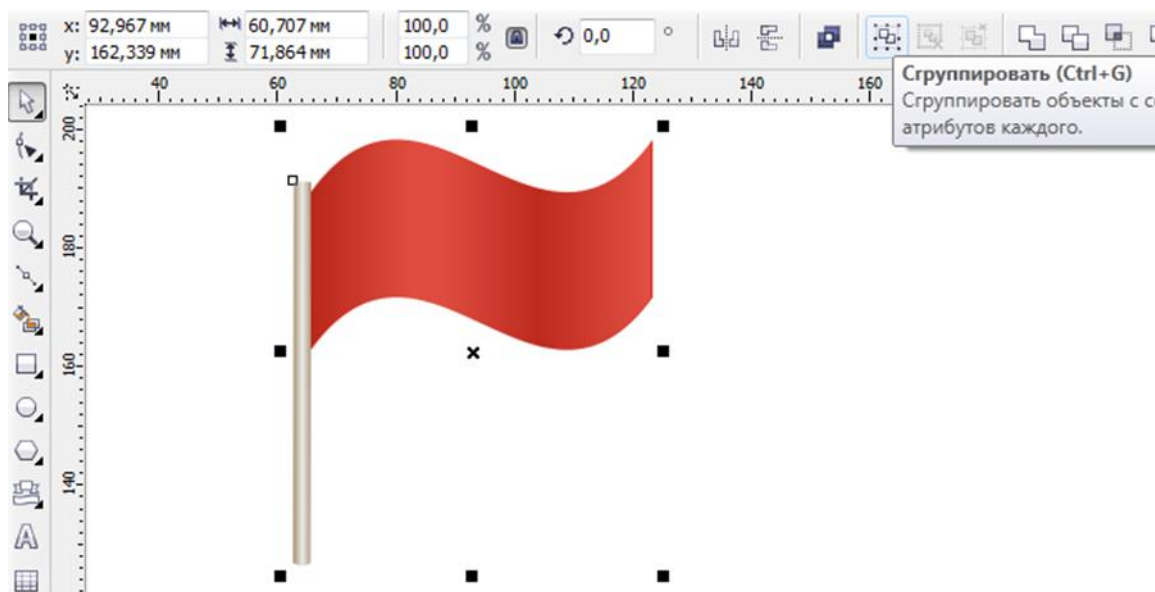 x: 92,967 мм 60,707 мм 100,0 % 0,0 °
y: 162,339 мм 71,864 мм 100,0 %
Сгруппировать (Ctrl+G)
Сгруппировать объекты с
атрибутов каждого.
40 60 80 100 120 140 160
200
180
160
140